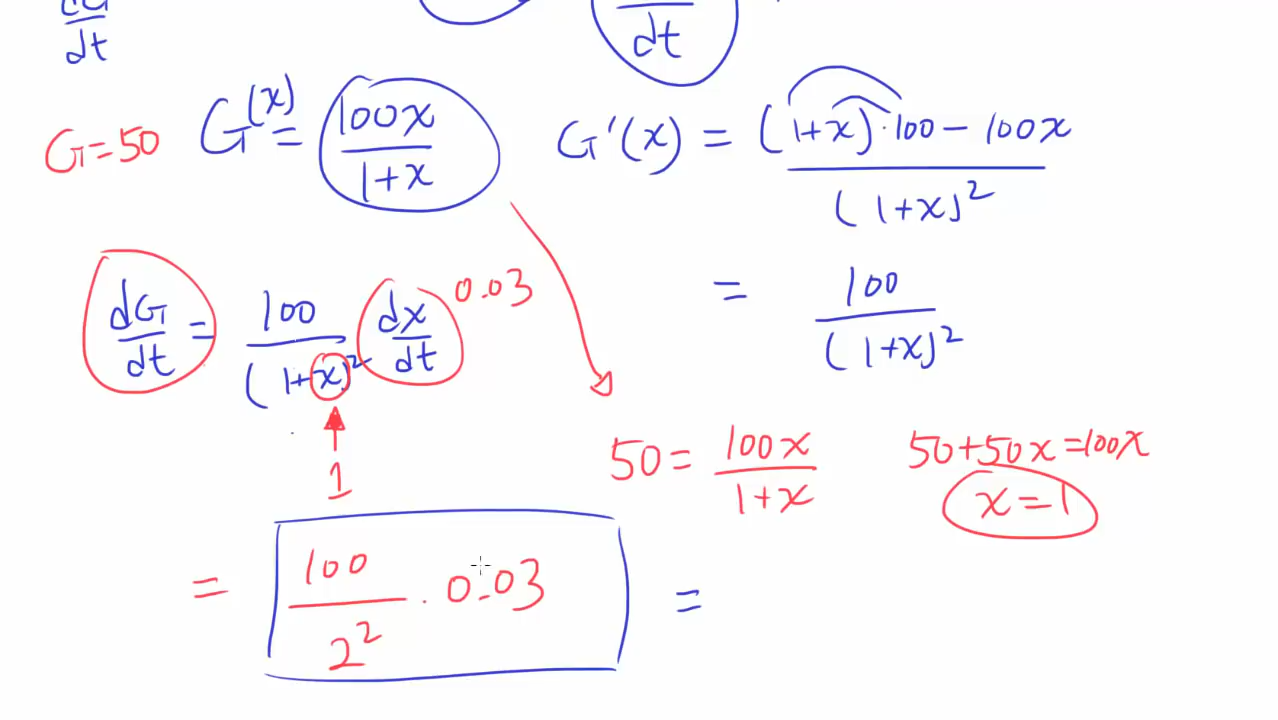 dG/dt
dt
G=50 G(x) = 100x/(1+x) G'(x) = ((1+x)·100 − 100x)/(1+x)²
= 100/(1+x)²
dG/dt = 100/(1+x)² dx/dt 0.03
1
50 = 100x/(1+x) 50+50x=100x
x=1
= 100/2² · 0.03 =